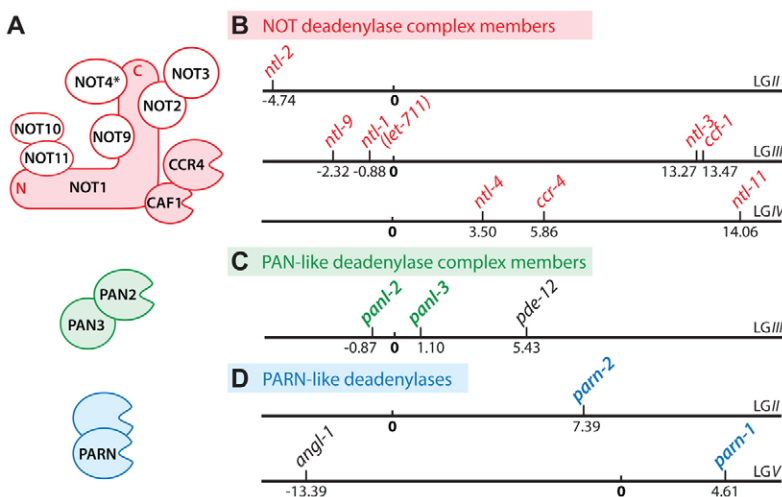 A
NOT4*
C
NOT3
NOT2
NOT10
NOT9
NOT11
CCR4
N
NOT1
CAF1
PAN2
PAN3
PARN
B NOT deadenylase complex members
ntl-2
LGII
-4.74 0
ntl-9 ntl-1 (let-711) ntl-3 ccf-1
LGIII
-2.32 -0.88 0 13.27 13.47
ntl-4 ccr-4 ntl-11
LGIV
0 3.50 5.86 14.06
C PAN-like deadenylase complex members
panl-2 panl-3 pde-12
LGIII
-0.87 0 1.10 5.43
D PARN-like deadenylases
parn-2
LGII
0 7.39
angl-1 parn-1
LGV
-13.39 0 4.61